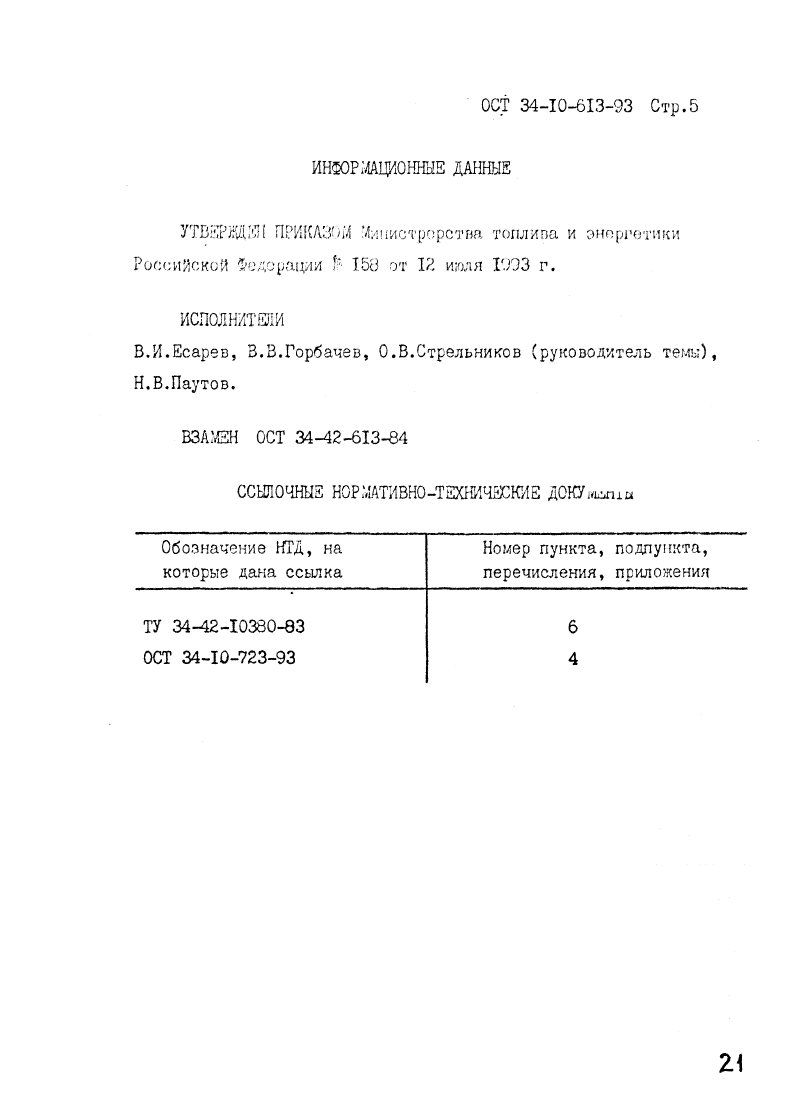 ОСТ 34-10-613-93 Стр.5
ИНФОРМАЦИОННЫЕ ДАННЫЕ
УТВЕРЖДЕН ПРИКАЗОМ Министрерства топлива и энергетики
Российской Федерации № 158 от 12 июля 1993 г.
ИСПОЛНИТЕЛИ
В.И.Есарев, В.В.Горбачев, О.В.Стрельников (руководитель темы),
Н.В.Паутов.
ВЗАМЕН ОСТ 34-42-613-84
ССЫЛОЧНЫЕ НОРМАТИВНО-ТЕХНИЧЕСКИЕ ДОКУменты
Обозначение НТД, на
которые дана ссылка
Номер пункта, подпункта,
перечисления, приложения
ТУ 34-42-10380-83 6
ОСТ 34-10-723-93 4
21